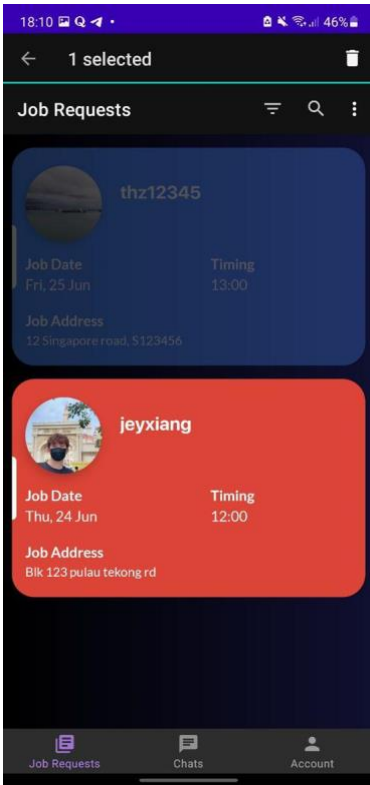 18:10 46%
1 selected
Job Requests
thz12345
Job Date Timing
Fri, 25 Jun 13:00
Job Address
12 Singapore road, S123456
jeyxiang
Job Date Timing
Thu, 24 Jun 12:00
Job Address
Blk 123 pulau tekong rd
Job Requests Chats Account